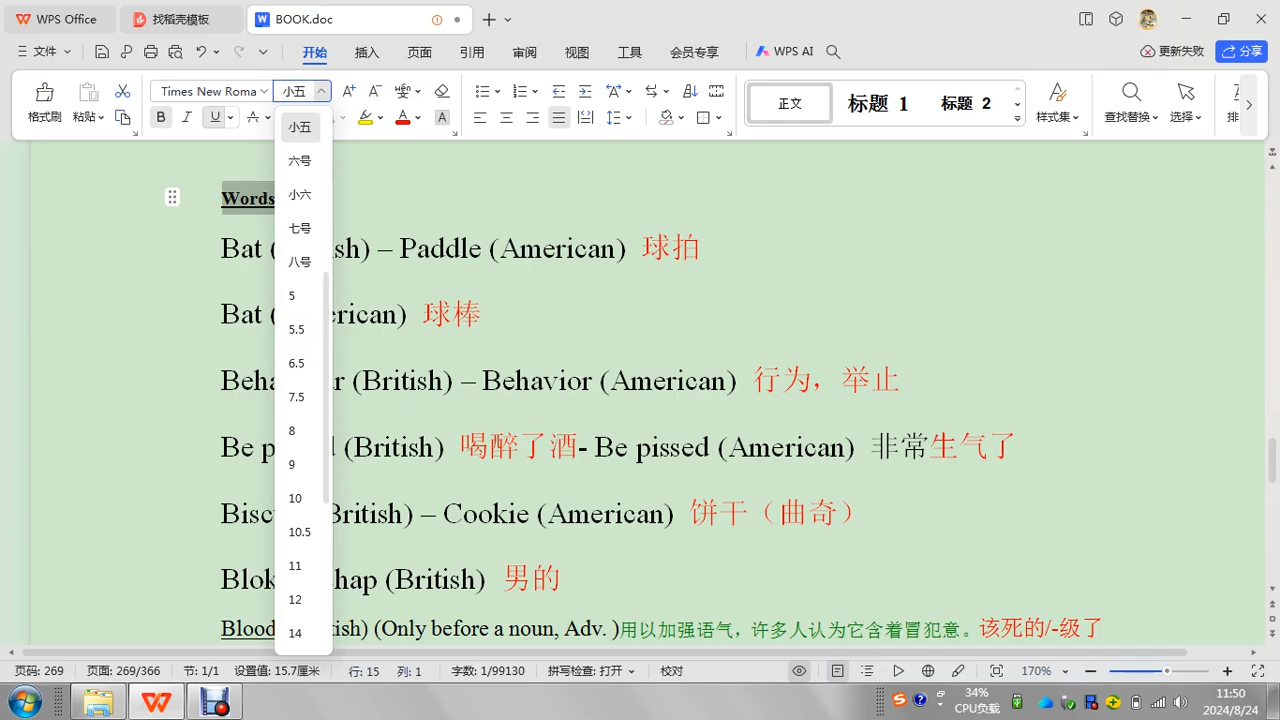 WPS Office 找稻壳模板 BOOK.doc
文件 开始 插入 页面 引用 审阅 视图 工具 会员专享 WPS AI 更新失败 分享
格式刷 粘贴 Times New Roma 小五 B I U A A 正文 标题 1 标题 2 样式集 查找替换 选择 排
小五
六号
小六
七号
八号
5
5.5
6.5
7.5
8
9
10
10.5
11
12
14
Words
Bat ( sh) – Paddle (American) 球拍
Bat ( erican) 球棒
Beha r (British) – Behavior (American) 行为，举止
Be p d (British) 喝醉了酒- Be pissed (American) 非常生气了
Bisc ritish) – Cookie (American) 饼干（曲奇）
Blok hap (British) 男的
Blood tish) (Only before a noun, Adv. )用以加强语气，许多人认为它含着冒犯意。该死的/-级了
页码: 269 页面: 269/366 节: 1/1 设置值: 15.7厘米 行: 15 列: 1 字数: 1/99130 拼写检查: 打开 校对 170%
34%
CPU负载
11:50
2024/8/24